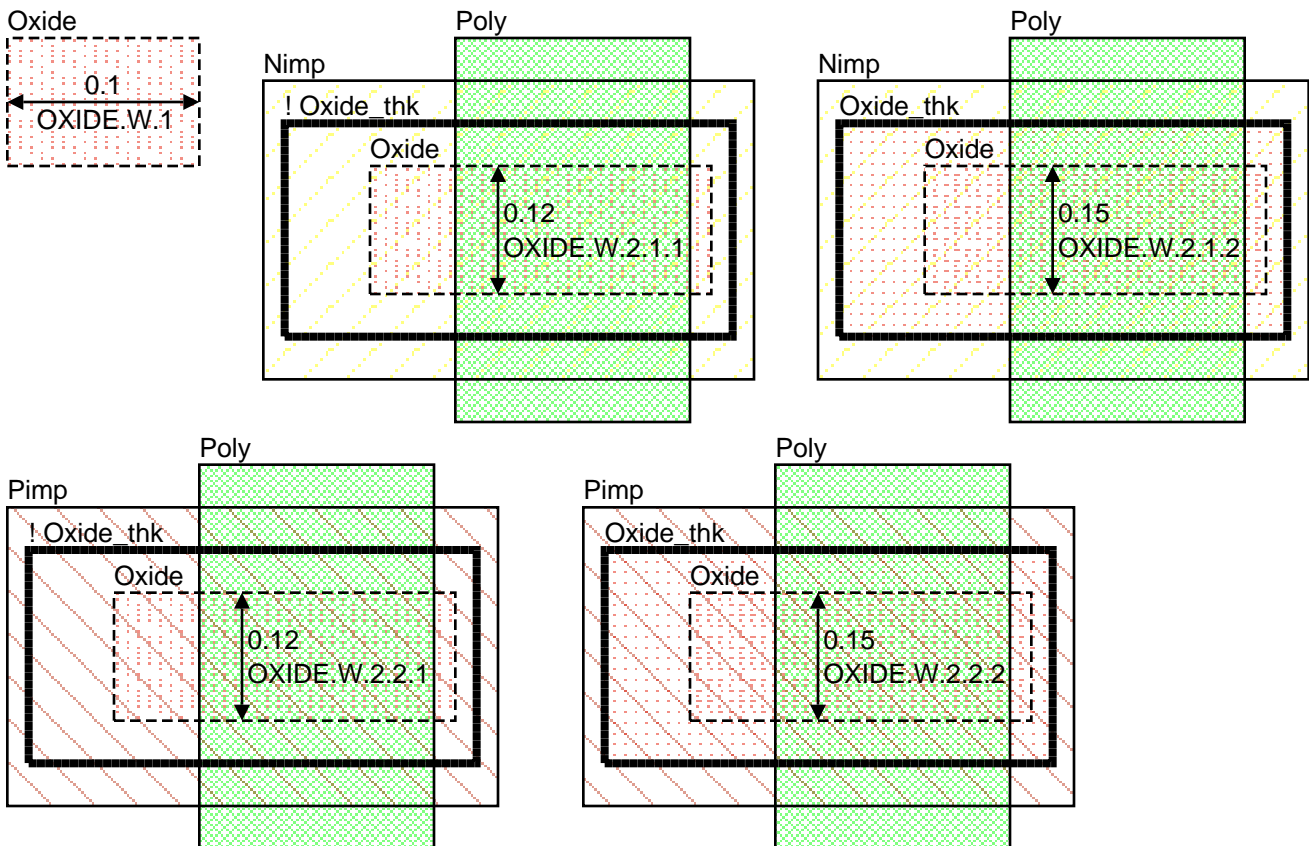 Oxide
0.1
OXIDE.W.1
Poly
Nimp
! Oxide_thk
Oxide
0.12
OXIDE.W.2.1.1
Poly
Nimp
Oxide_thk
Oxide
0.15
OXIDE.W.2.1.2
Poly
Pimp
! Oxide_thk
Oxide
0.12
OXIDE.W.2.2.1
Poly
Pimp
Oxide_thk
Oxide
0.15
OXIDE.W.2.2.2